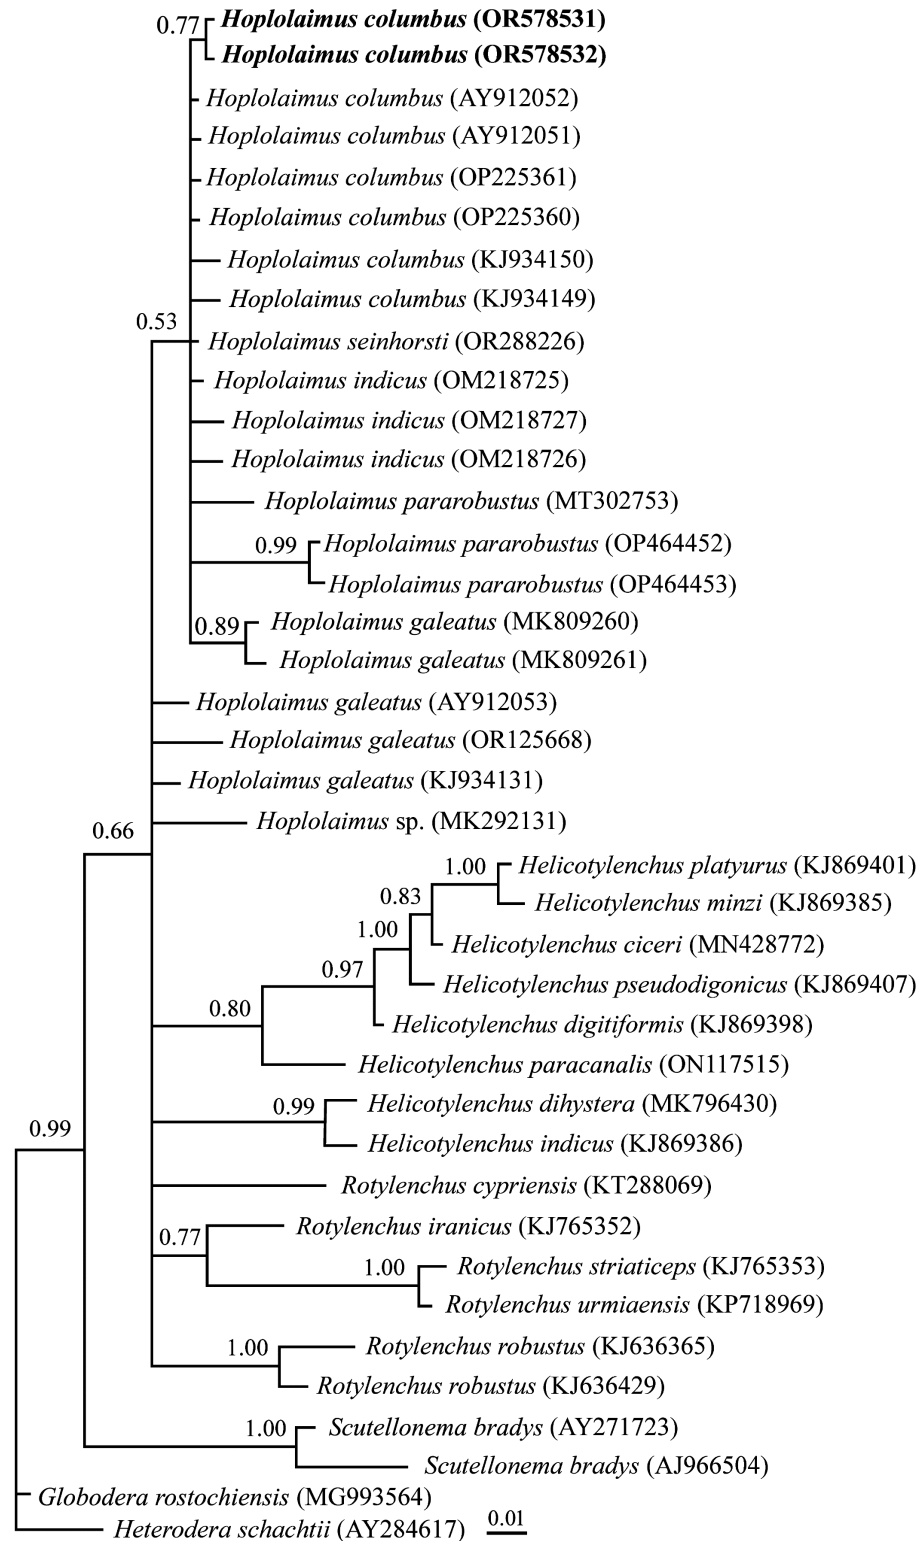 0.77
Hoplolaimus columbus (OR578531)
Hoplolaimus columbus (OR578532)
Hoplolaimus columbus (AY912052)
Hoplolaimus columbus (AY912051)
Hoplolaimus columbus (OP225361)
Hoplolaimus columbus (OP225360)
Hoplolaimus columbus (KJ934150)
Hoplolaimus columbus (KJ934149)
0.53
Hoplolaimus seinhorsti (OR288226)
Hoplolaimus indicus (OM218725)
Hoplolaimus indicus (OM218727)
Hoplolaimus indicus (OM218726)
Hoplolaimus pararobustus (MT302753)
0.99
Hoplolaimus pararobustus (OP464452)
Hoplolaimus pararobustus (OP464453)
0.89
Hoplolaimus galeatus (MK809260)
Hoplolaimus galeatus (MK809261)
Hoplolaimus galeatus (AY912053)
Hoplolaimus galeatus (OR125668)
Hoplolaimus galeatus (KJ934131)
Hoplolaimus sp. (MK292131)
0.66
1.00
Helicotylenchus platyurus (KJ869401)
Helicotylenchus minzi (KJ869385)
0.83
Helicotylenchus ciceri (MN428772)
1.00
Helicotylenchus pseudodigonicus (KJ869407)
0.97
Helicotylenchus digitiformis (KJ869398)
0.80
Helicotylenchus paracanalis (ON117515)
0.99
Helicotylenchus dihystera (MK796430)
Helicotylenchus indicus (KJ869386)
0.99
Rotylenchus cypriensis (KT288069)
Rotylenchus iranicus (KJ765352)
0.77
1.00
Rotylenchus striaticeps (KJ765353)
Rotylenchus urmiaensis (KP718969)
1.00
Rotylenchus robustus (KJ636365)
Rotylenchus robustus (KJ636429)
1.00
Scutellonema bradys (AY271723)
Scutellonema bradys (AJ966504)
Globodera rostochiensis (MG993564)
Heterodera schachtii (AY284617)
0.01